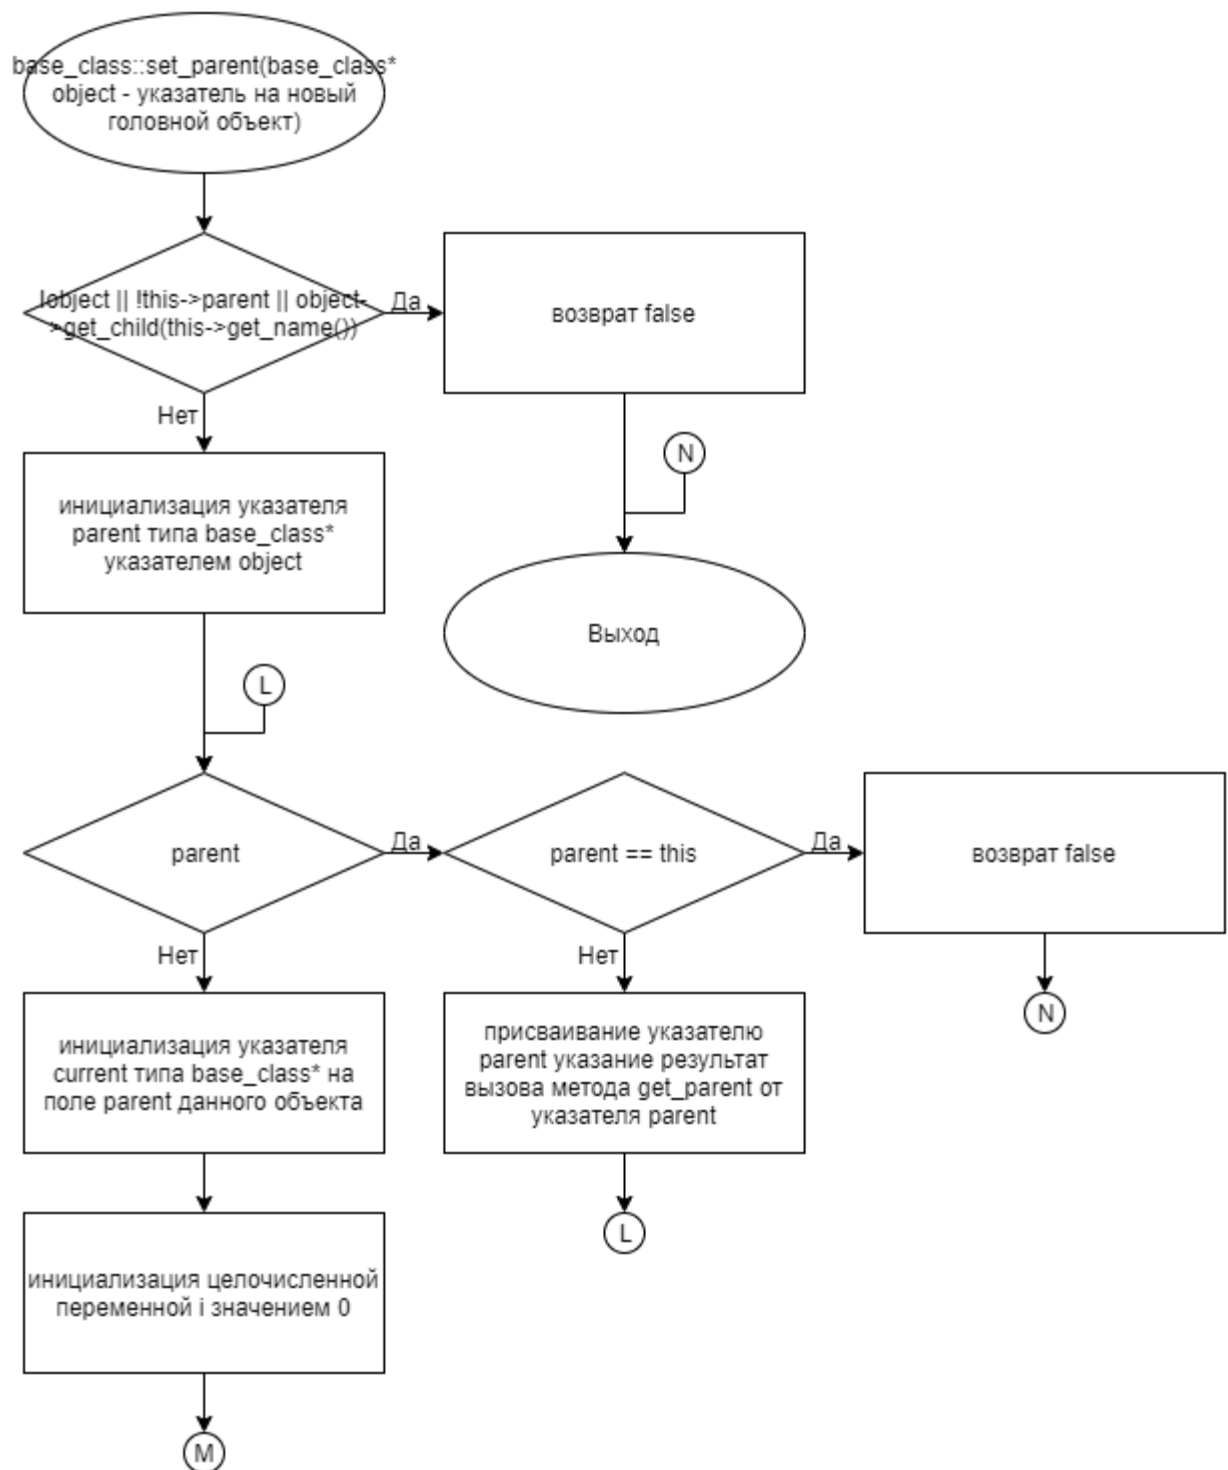 base_class::set_parent(base_class*
object - указатель на новый
головной объект)
!object || !this->parent || object-
>get_child(this->get_name())
Да
возврат false
Нет
N
инициализация указателя
parent типа base_class*
указателем object
Выход
L
parent
Да
parent == this
Да
возврат false
Нет
Нет
N
инициализация указателя
current типа base_class* на
поле parent данного объекта
присваивание указателю
parent указание результат
вызова метода get_parent от
указателя parent
L
инициализация целочисленной
переменной i значением 0
M